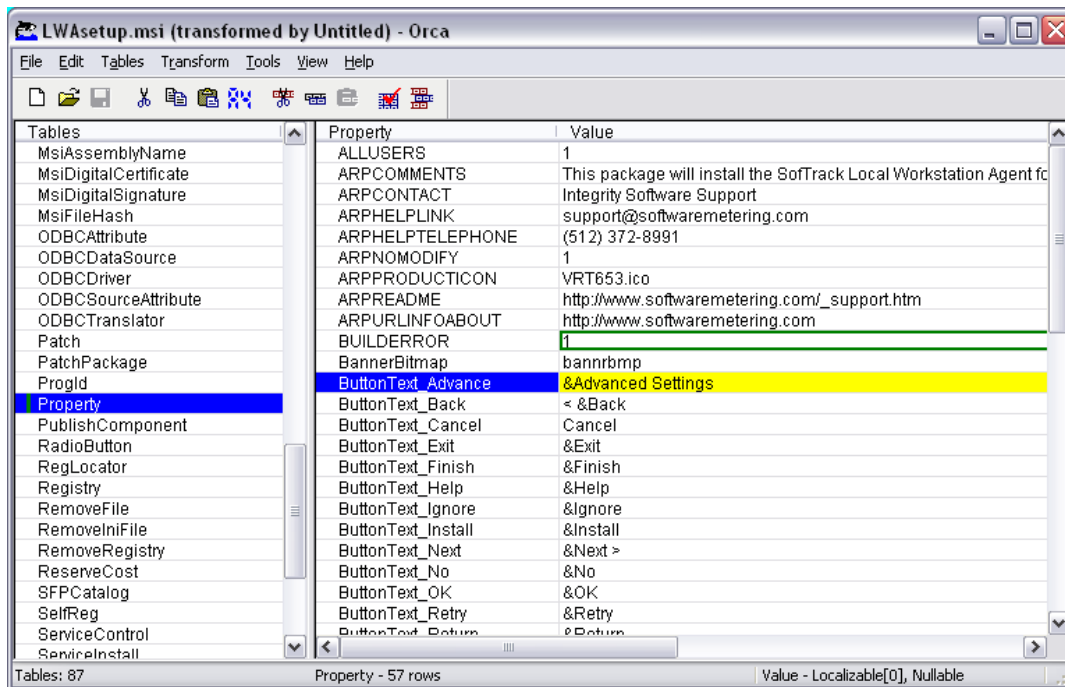 LWAsetup.msi (transformed by Untitled) - Orca
File Edit Tables Transform Tools View Help
Tables
MsiAssemblyName
MsiDigitalCertificate
MsiDigitalSignature
MsiFileHash
ODBCAttribute
ODBCDataSource
ODBCDriver
ODBCSourceAttribute
ODBCTranslator
Patch
PatchPackage
ProgId
Property
PublishComponent
RadioButton
RegLocator
Registry
RemoveFile
RemoveIniFile
RemoveRegistry
ReserveCost
SFPCatalog
SelfReg
ServiceControl
ServiceInstall
Property Value
ALLUSERS 1
ARPCOMMENTS This package will install the SofTrack Local Workstation Agent fo
ARPCONTACT Integrity Software Support
ARPHELPLINK support@softwaremetering.com
ARPHELPTELEPHONE (512) 372-8991
ARPNOMODIFY 1
ARPPRODUCTICON VRT653.ico
ARPREADME http://www.softwaremetering.com/_support.htm
ARPURLINFOABOUT http://www.softwaremetering.com
BUILDERROR 1
BannerBitmap bannrbmp
ButtonText_Advance &Advanced Settings
ButtonText_Back < &Back
ButtonText_Cancel Cancel
ButtonText_Exit &Exit
ButtonText_Finish &Finish
ButtonText_Help &Help
ButtonText_Ignore &Ignore
ButtonText_Install &Install
ButtonText_Next &Next >
ButtonText_No &No
ButtonText_OK &OK
ButtonText_Retry &Retry
ButtonText_Return &Return
Tables: 87
Property - 57 rows
Value - Localizable[0], Nullable